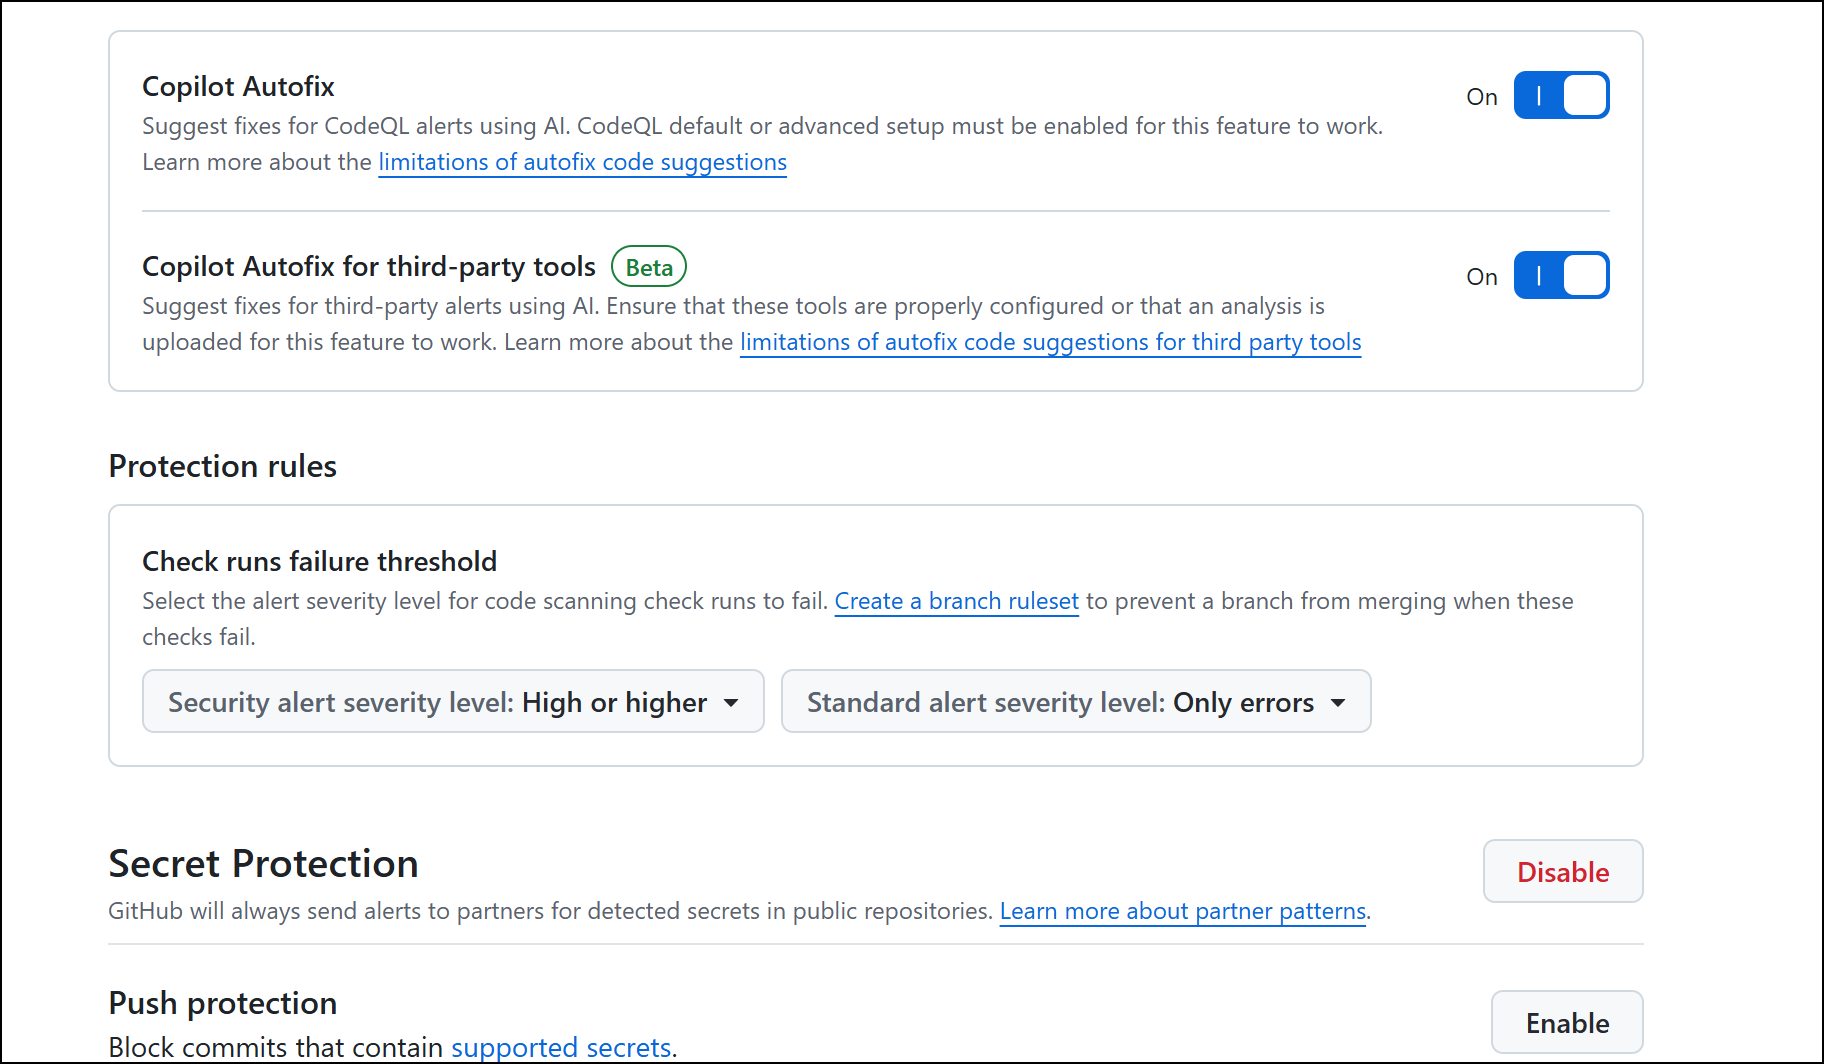 Copilot Autofix
On
Suggest fixes for CodeQL alerts using AI. CodeQL default or advanced setup must be enabled for this feature to work.
Learn more about the limitations of autofix code suggestions
Copilot Autofix for third-party tools Beta
On
Suggest fixes for third-party alerts using AI. Ensure that these tools are properly configured or that an analysis is
uploaded for this feature to work. Learn more about the limitations of autofix code suggestions for third party tools
Protection rules
Check runs failure threshold
Select the alert severity level for code scanning check runs to fail. Create a branch ruleset to prevent a branch from merging when these
checks fail.
Security alert severity level: High or higher
Standard alert severity level: Only errors
Secret Protection
Disable
GitHub will always send alerts to partners for detected secrets in public repositories. Learn more about partner patterns.
Push protection
Enable
Block commits that contain supported secrets.